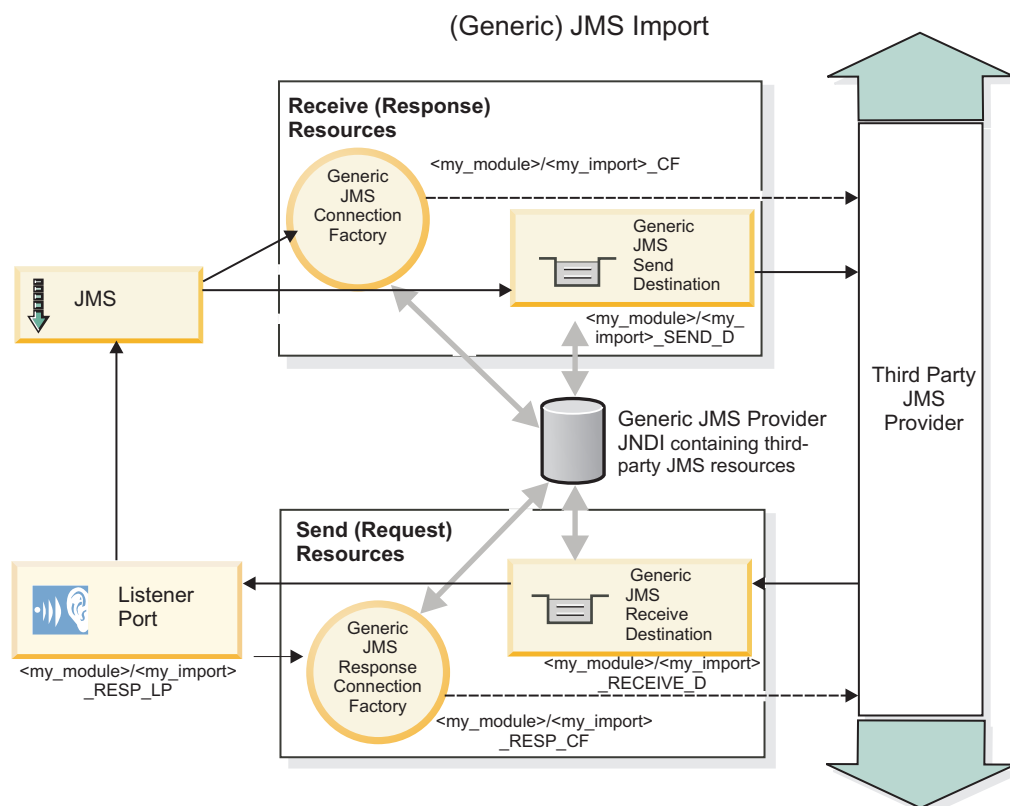 (Generic) JMS Import
Receive (Response)
Resources
<my_module>/<my_import>_CF
Generic
JMS
Connection
Factory
Generic
JMS
Send
Destination
JMS
<my_module>/<my_
import>_SEND_D
Third Party
JMS
Provider
Generic JMS Provider
JNDI containing third-
party JMS resources
Send (Request)
Resources
Generic
JMS
Receive
Destination
Listener
Port
Generic
JMS
Response
Connection
Factory
<my_module>/<my_import>
_RESP_LP
<my_module>/<my_import>
_RECEIVE_D
<my_module>/<my_import>
_RESP_CF